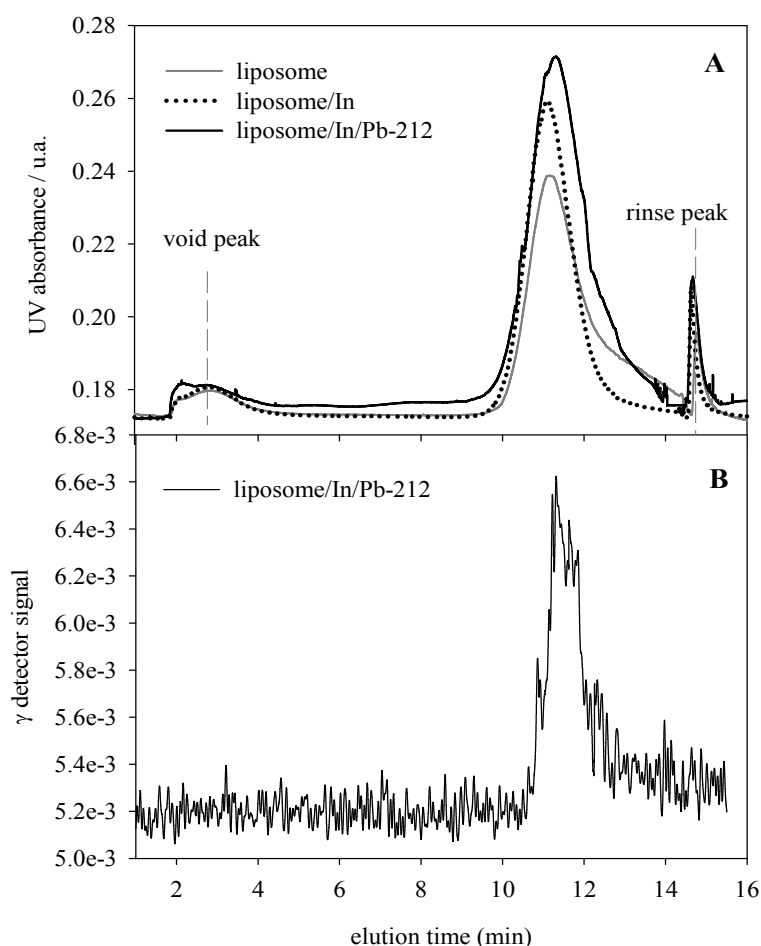 0.28
A
liposome
liposome/In
liposome/In/Pb-212
0.26
0.24
void peak
rinse peak
0.22
UV absorbance / u.a.
0.20
0.18
6.8e-3
B
liposome/In/Pb-212
6.6e-3
6.4e-3
6.2e-3
6.0e-3
γ detector signal
5.8e-3
5.6e-3
5.4e-3
5.2e-3
5.0e-3
2 4 6 8 10 12 14 16
elution time (min)